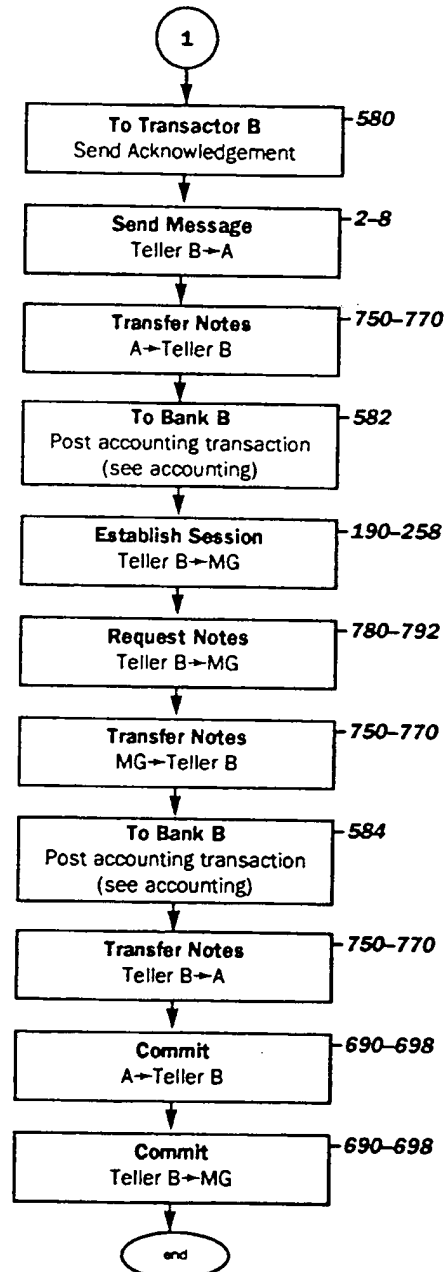 1
To Transactor B
Send Acknowledgement
580
Send Message
Teller B→A
2–8
Transfer Notes
A→Teller B
750–770
To Bank B
Post accounting transaction
(see accounting)
582
Establish Session
Teller B→MG
190–258
Request Notes
Teller B→MG
780–792
Transfer Notes
MG→Teller B
750–770
To Bank B
Post accounting transaction
(see accounting)
584
Transfer Notes
Teller B→A
750–770
Commit
A→Teller B
690–698
Commit
Teller B→MG
690–698
end